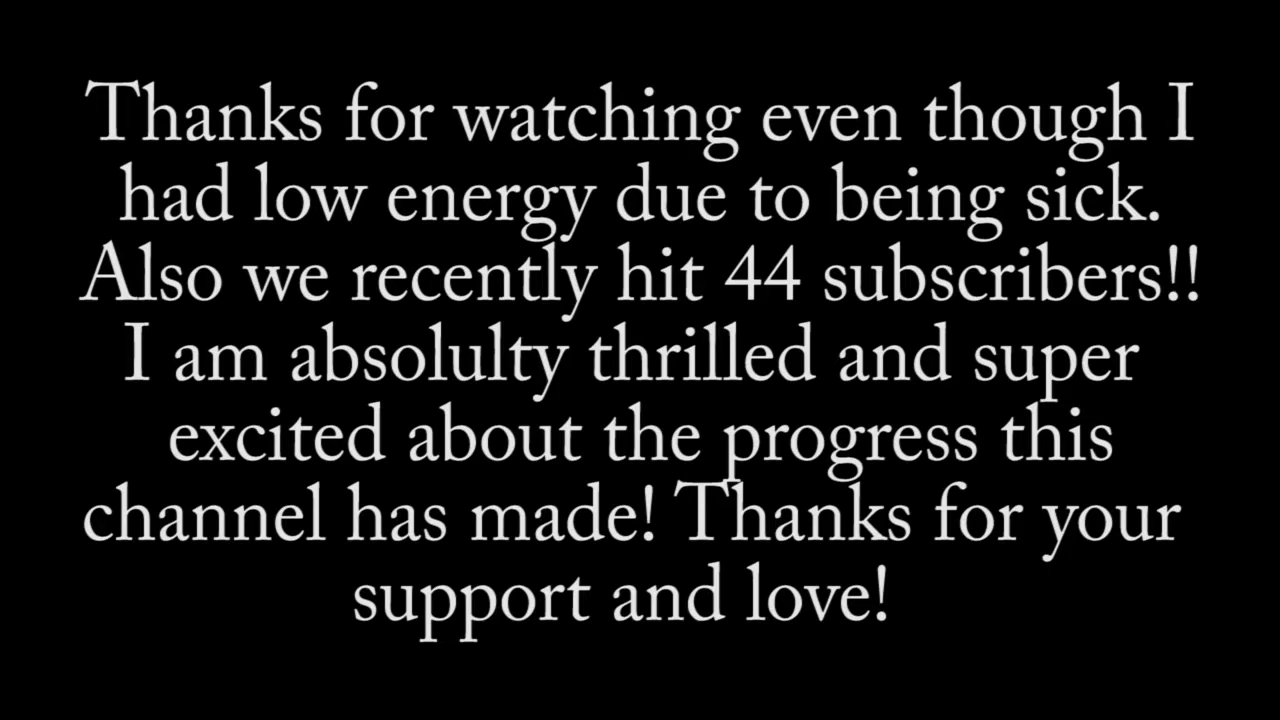 Thanks for watching even though I
had low energy due to being sick.
Also we recently hit 44 subscribers!!
I am absolulty thrilled and super
excited about the progress this
channel has made! Thanks for your
support and love!